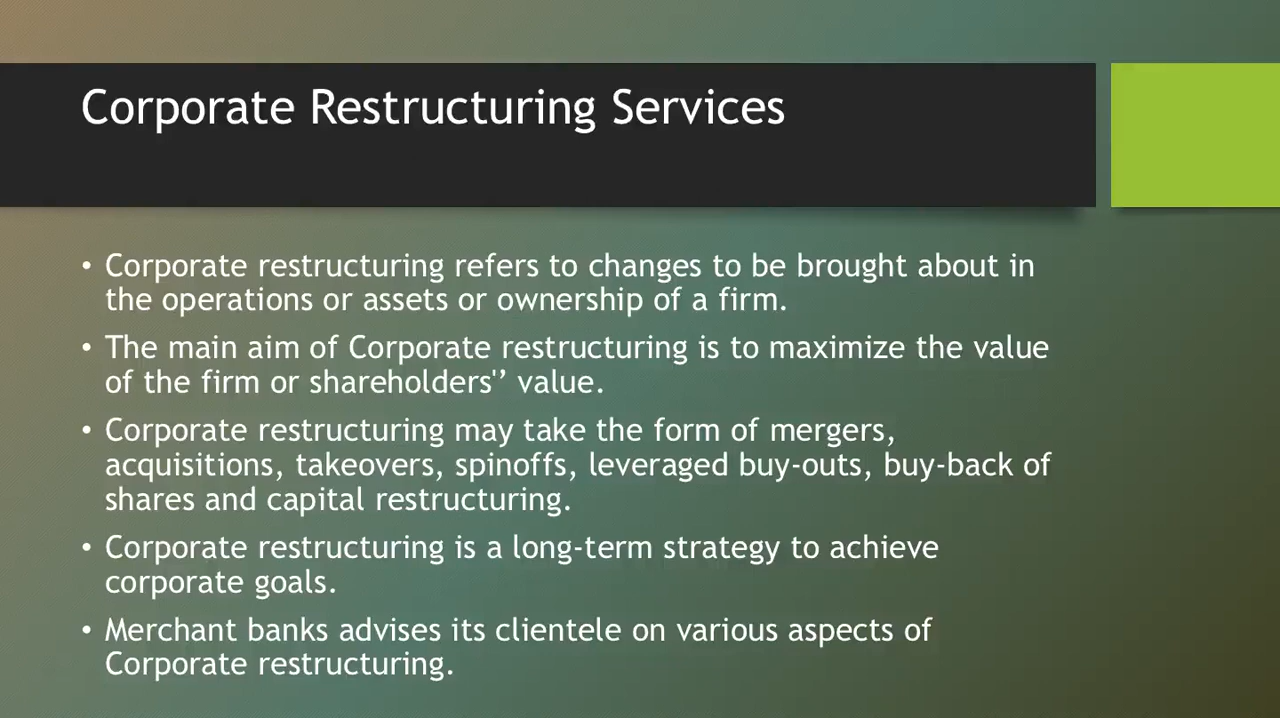 Corporate Restructuring Services
• Corporate restructuring refers to changes to be brought about in
the operations or assets or ownership of a firm.
• The main aim of Corporate restructuring is to maximize the value
of the firm or shareholders'’ value.
• Corporate restructuring may take the form of mergers,
acquisitions, takeovers, spinoffs, leveraged buy-outs, buy-back of
shares and capital restructuring.
• Corporate restructuring is a long-term strategy to achieve
corporate goals.
• Merchant banks advises its clientele on various aspects of
Corporate restructuring.